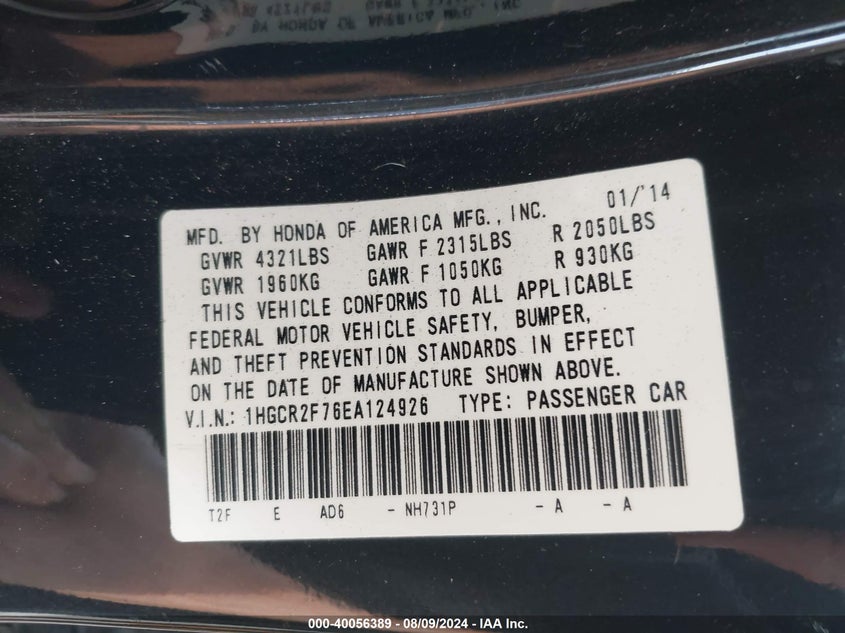 MFD. BY HONDA OF AMERICA MFG., INC. 01/'14
GVWR 4321LBS GAWR F 2315LBS R 2050LBS
GVWR 1960KG GAWR F 1050KG R 930KG
THIS VEHICLE CONFORMS TO ALL APPLICABLE
FEDERAL MOTOR VEHICLE SAFETY, BUMPER,
AND THEFT PREVENTION STANDARDS IN EFFECT
ON THE DATE OF MANUFACTURE SHOWN ABOVE.
V.I.N.: 1HGCR2F76EA124926 TYPE: PASSENGER CAR
T2F E AD6 - NH731P - A - A
000-40056389 - 08/09/2024 - IAA Inc.